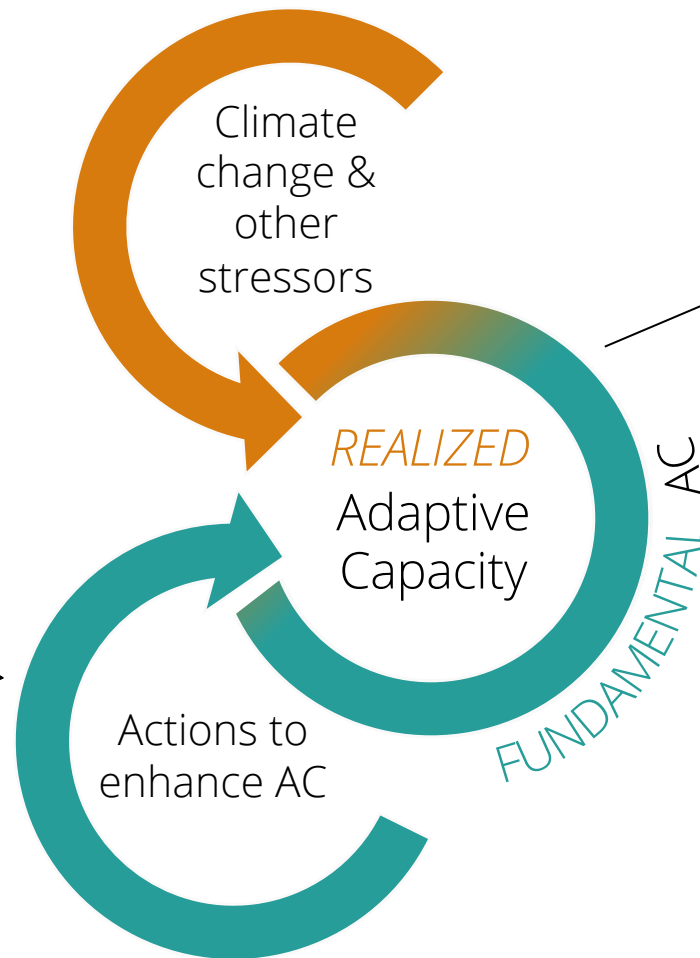 Climate
change &
other
stressors
REALIZED
Adaptive
Capacity
FUNDAMENTAL AC
Actions to
enhance AC